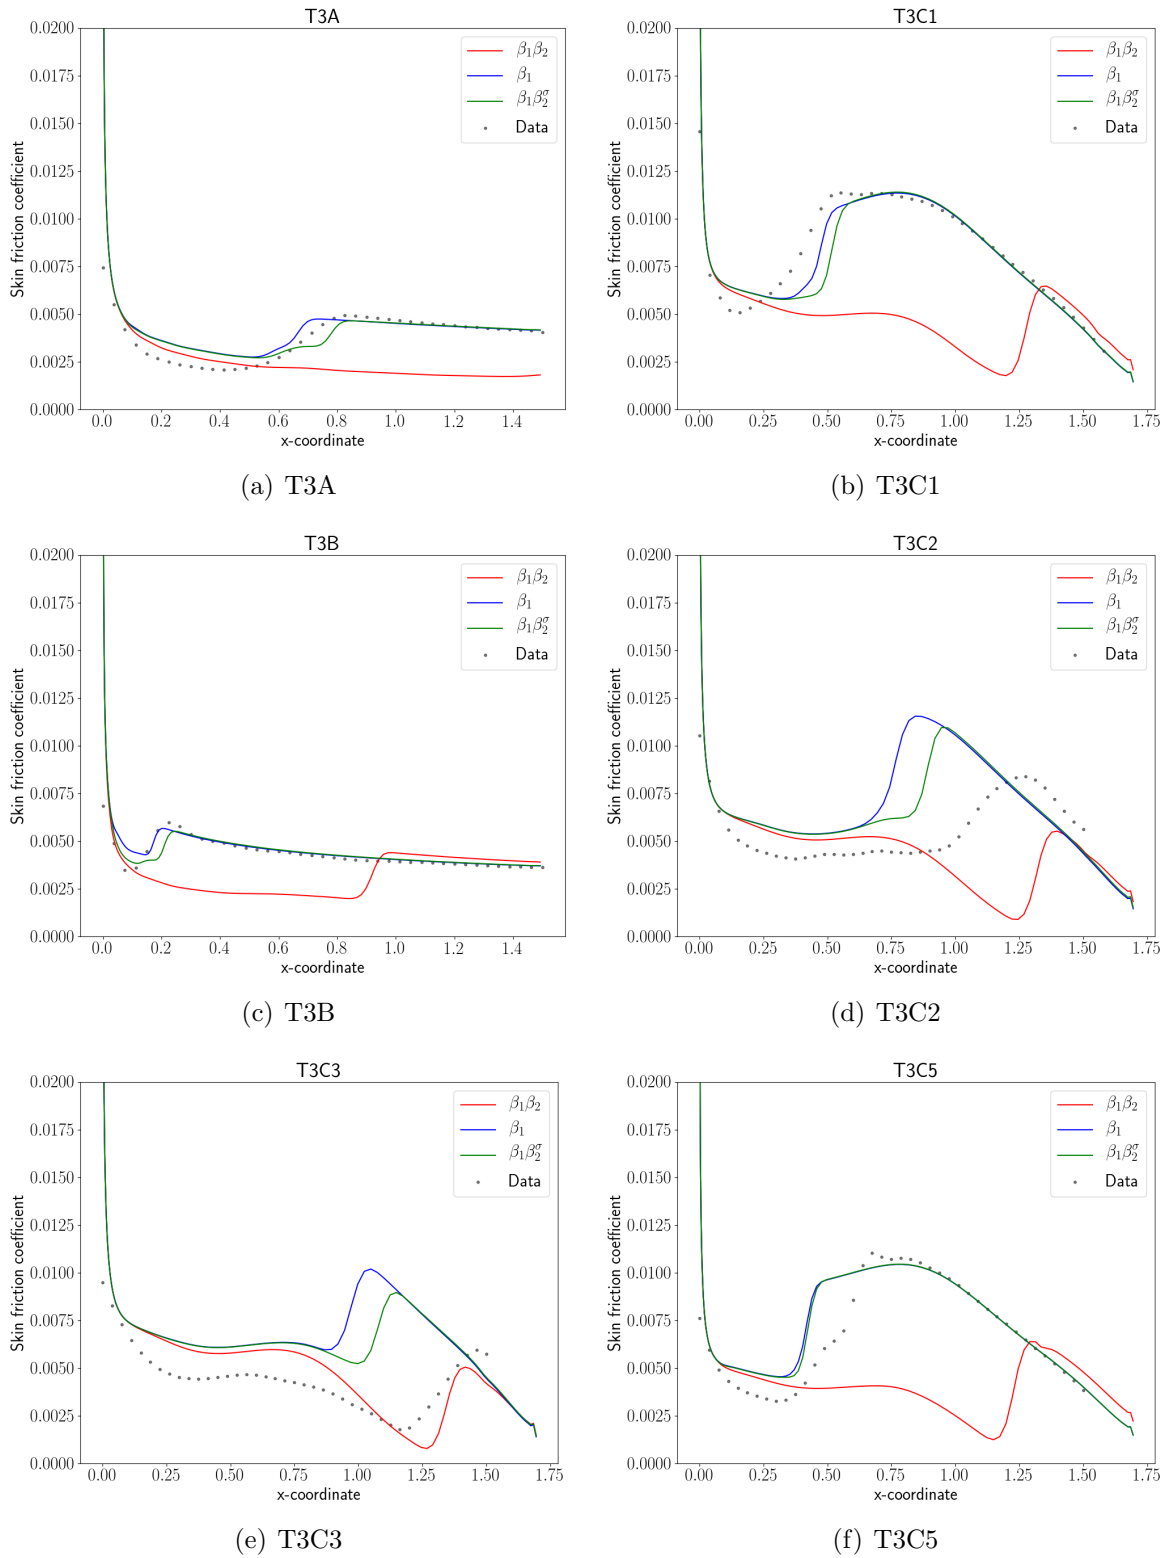 T3A
0.0200
0.0175
0.0150
0.0125
0.0100
0.0075
0.0050
0.0025
0.0000
Skin friction coefficient
β₁β₂
β₁
β₁β₂^σ
Data
0.0 0.2 0.4 0.6 0.8 1.0 1.2 1.4
x-coordinate
(a) T3A
T3C1
0.0200
0.0175
0.0150
0.0125
0.0100
0.0075
0.0050
0.0025
0.0000
Skin friction coefficient
β₁β₂
β₁
β₁β₂^σ
Data
0.00 0.25 0.50 0.75 1.00 1.25 1.50 1.75
x-coordinate
(b) T3C1
T3B
0.0200
0.0175
0.0150
0.0125
0.0100
0.0075
0.0050
0.0025
0.0000
Skin friction coefficient
β₁β₂
β₁
β₁β₂^σ
Data
0.0 0.2 0.4 0.6 0.8 1.0 1.2 1.4
x-coordinate
(c) T3B
T3C2
0.0200
0.0175
0.0150
0.0125
0.0100
0.0075
0.0050
0.0025
0.0000
Skin friction coefficient
β₁β₂
β₁
β₁β₂^σ
Data
0.00 0.25 0.50 0.75 1.00 1.25 1.50 1.75
x-coordinate
(d) T3C2
T3C3
0.0200
0.0175
0.0150
0.0125
0.0100
0.0075
0.0050
0.0025
0.0000
Skin friction coefficient
β₁β₂
β₁
β₁β₂^σ
Data
0.00 0.25 0.50 0.75 1.00 1.25 1.50 1.75
x-coordinate
(e) T3C3
T3C5
0.0200
0.0175
0.0150
0.0125
0.0100
0.0075
0.0050
0.0025
0.0000
Skin friction coefficient
β₁β₂
β₁
β₁β₂^σ
Data
0.00 0.25 0.50 0.75 1.00 1.25 1.50 1.75
x-coordinate
(f) T3C5